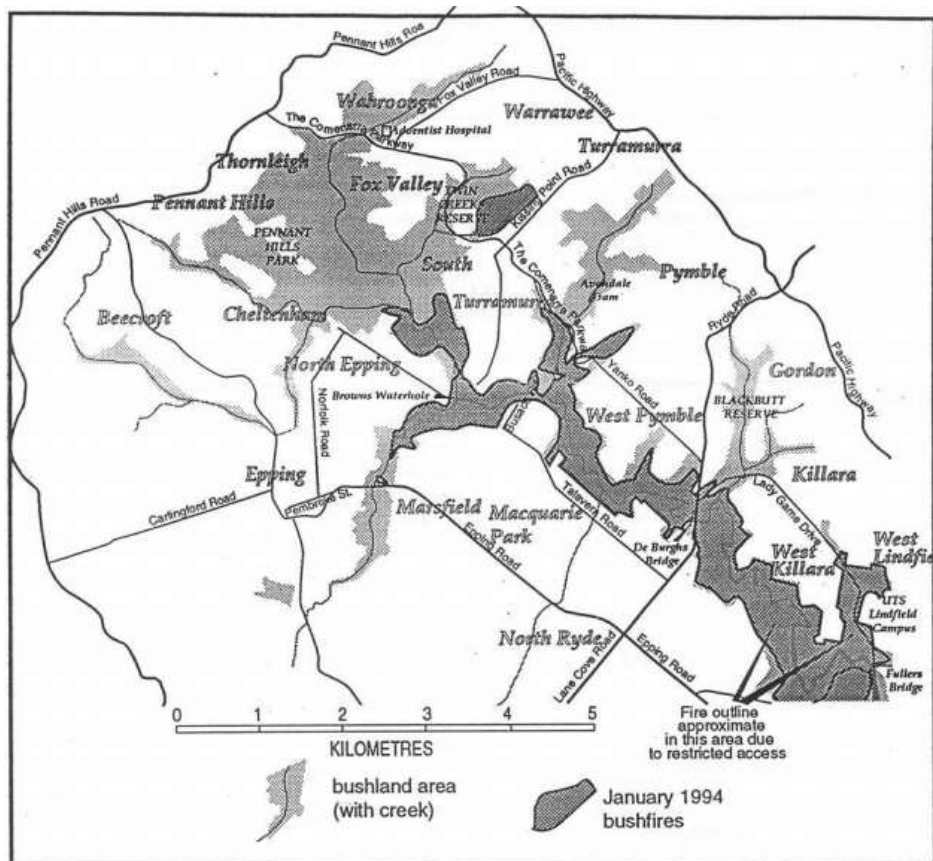 Pennant Hills Roa
Pacific Highway
Fox Valley Road
Wahroonga
Warrawee
The Comenarra Parkway
Adventist Hospital
Turramurra
Thornleigh
Fox Valley
TWIN
CREEKS
RESERVE
Kissing Point Road
Pennant Hills Road
Pennant Hills
PENNANT
HILLS
PARK
South
Turramurra
The Comenarra Parkway
Avondale
Dam
Pymble
Ryde Road
Beecroft
Cheltenham
North Epping
Browns Waterhole
Norfolk Road
Yanko Road
West Pymble
Gordon
Pacific Highway
BLACKBUTT
RESERVE
Killara
Epping
Carlingford Road
Pembroke St.
Marsfield
Macquarie
Park
Talavera Road
Epping Road
De Burghs
Bridge
Lady Game Drive
West
Killara
West
Lindfie
UTS
Lindfield
Campus
Fullers
Bridge
North Ryde
Lane Cove Road
Epping Road
Fire outline
approximate
in this area due
to restricted access
0 1 2 3 4 5
KILOMETRES
bushland area
(with creek)
January 1994
bushfires